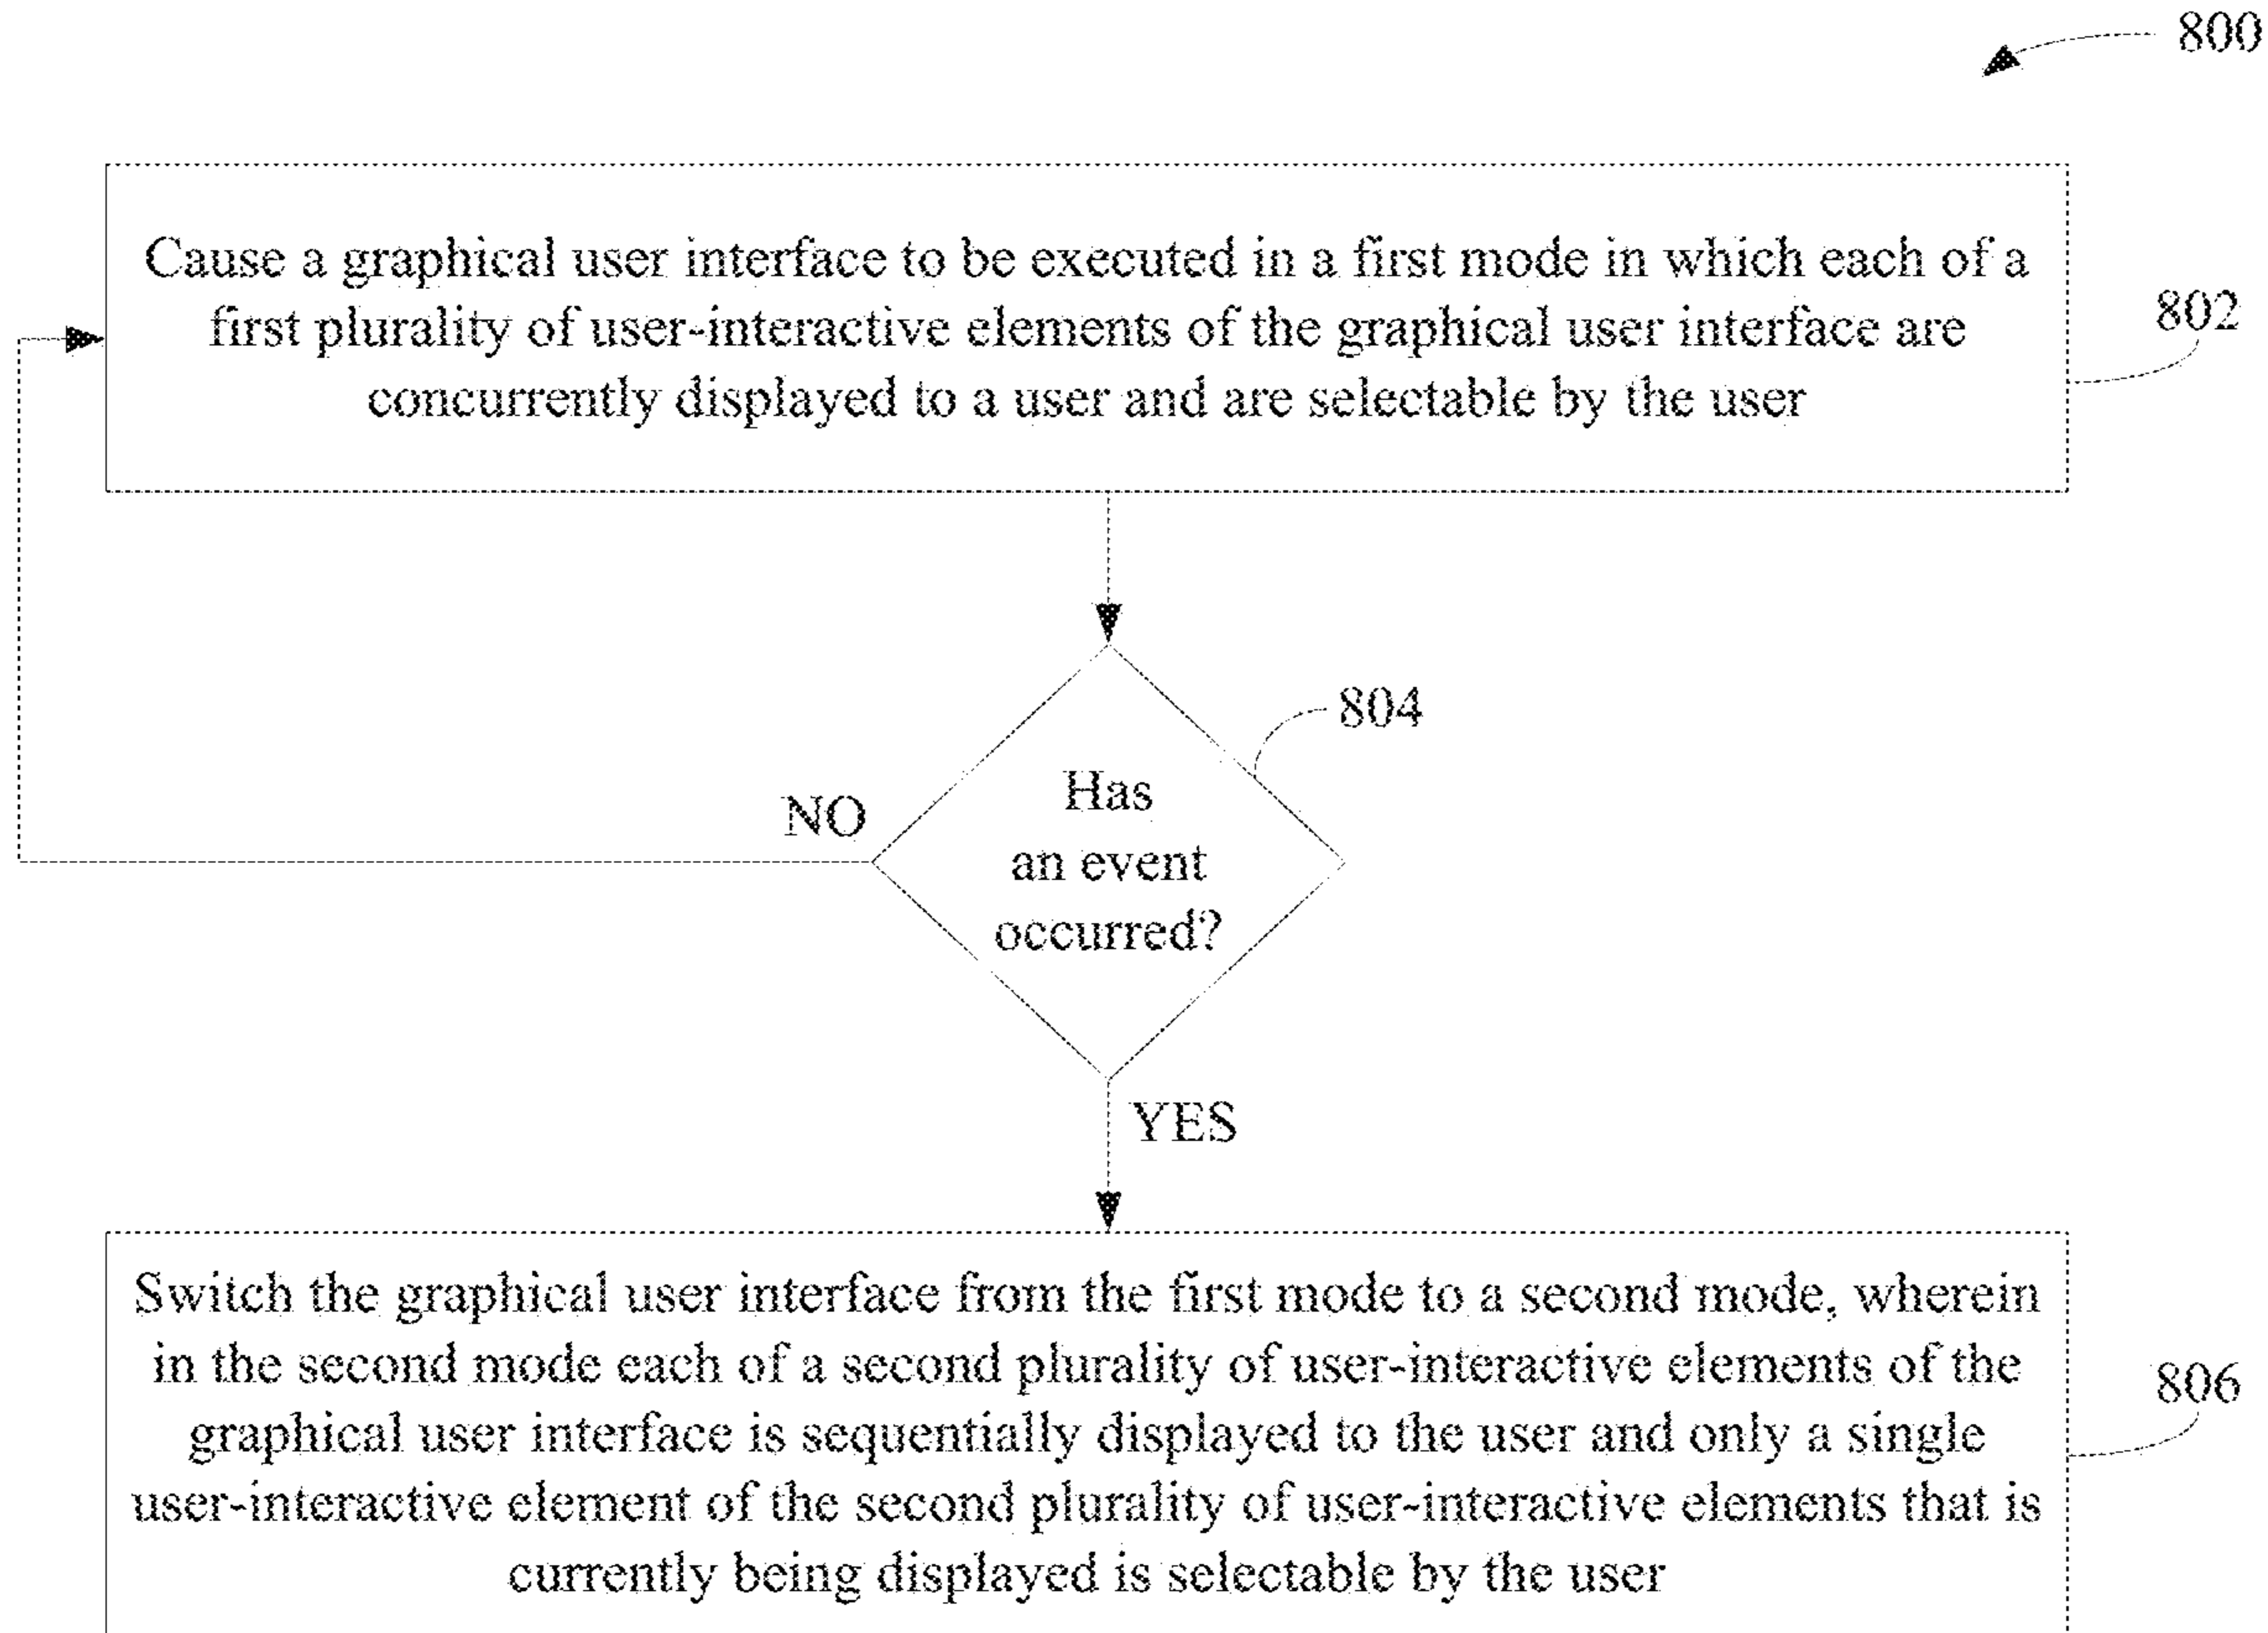 800
Cause a graphical user interface to be executed in a first mode in which each of a
first plurality of user-interactive elements of the graphical user interface are
concurrently displayed to a user and are selectable by the user
802
804
Has
an event
occurred?
NO
YES
Switch the graphical user interface from the first mode to a second mode, wherein
in the second mode each of a second plurality of user-interactive elements of the
graphical user interface is sequentially displayed to the user and only a single
user-interactive element of the second plurality of user-interactive elements that is
currently being displayed is selectable by the user
806